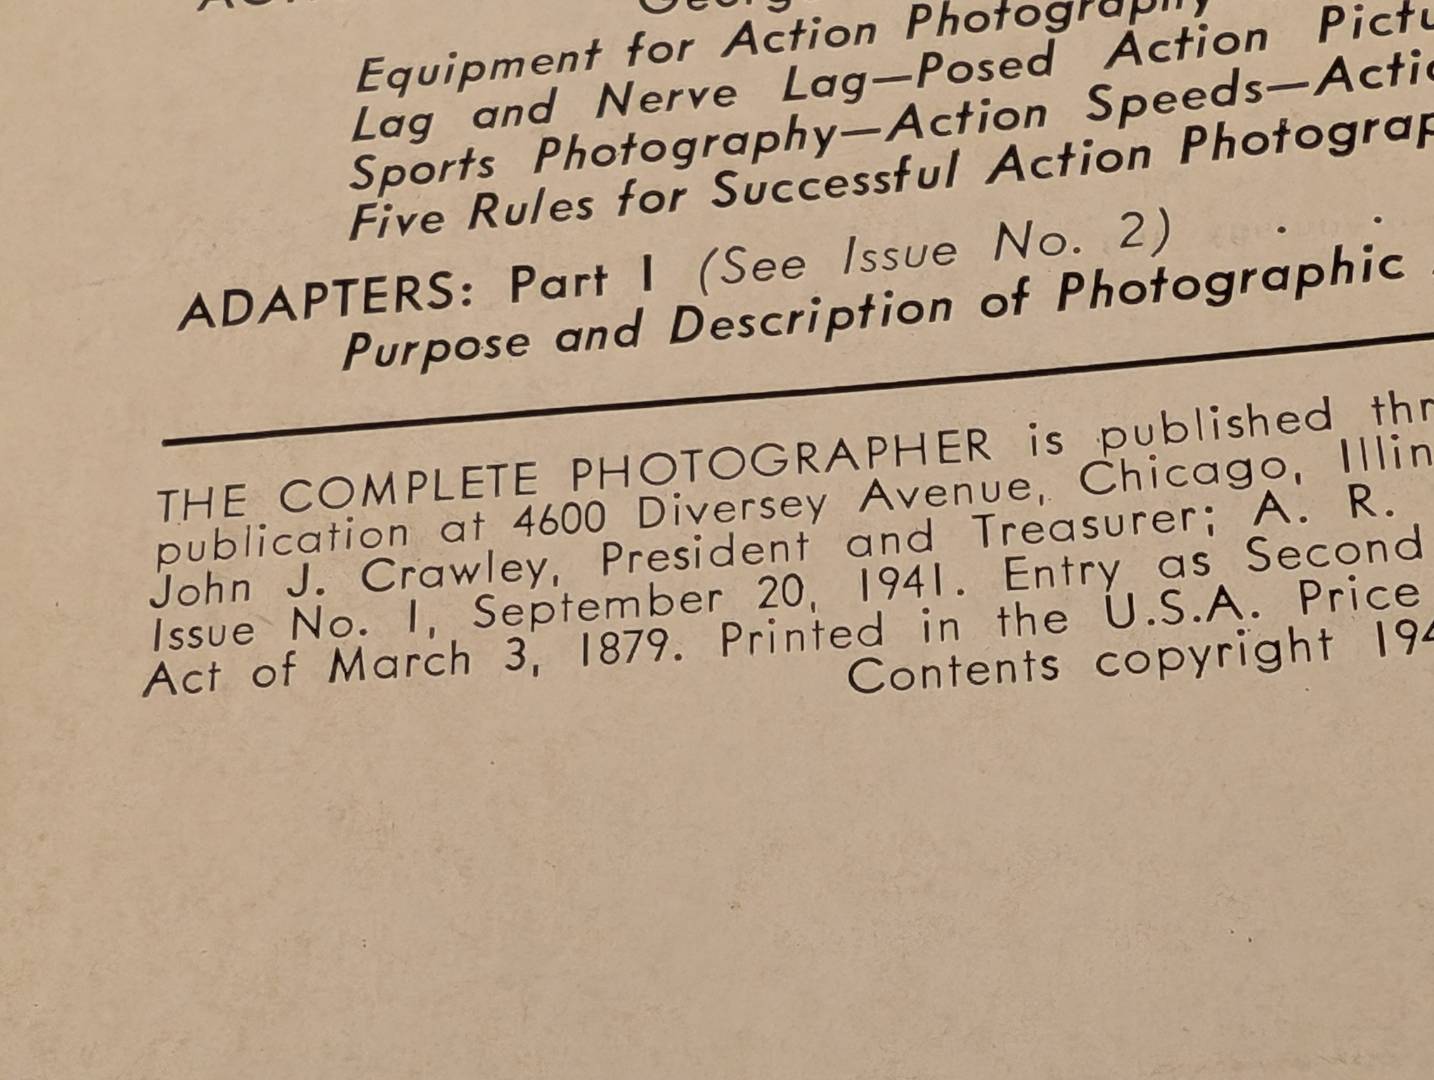 Equipment for Action Photography
Lag and Nerve Lag—Posed Action
Sports Photography—Action Speeds—
Five Rules for Successful Action
ADAPTERS: Part I (See Issue No. 2) . .
Purpose and Description of Photographic
THE COMPLETE PHOTOGRAPHER is published
publication at 4600 Diversey Avenue, Chicago,
John J. Crawley, President and Treasurer; A. R.
Issue No. 1, September 20, 1941. Entry as Second
Act of March 3, 1879. Printed in the U.S.A. Price
Contents copyright